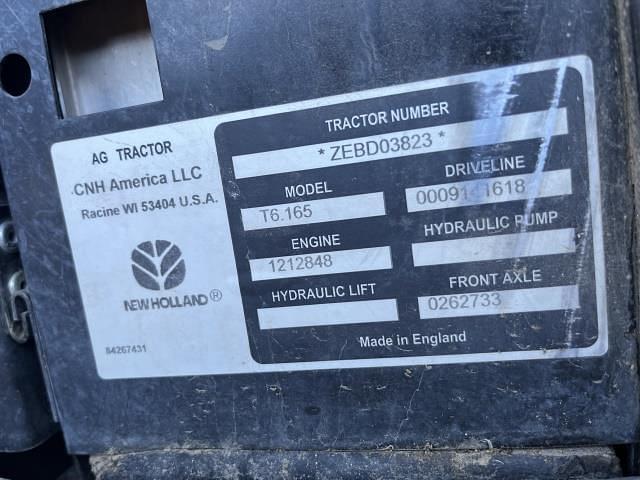 AG TRACTOR
CNH America LLC
Racine WI 53404 U.S.A.
NEW HOLLAND®
84267431
TRACTOR NUMBER
* ZEBD03823 *
MODEL
T6.165
DRIVELINE
ENGINE
1212848
HYDRAULIC PUMP
HYDRAULIC LIFT
FRONT AXLE
0262733
Made in England